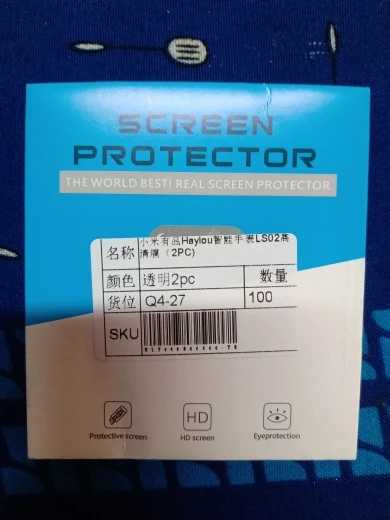 SCREEN
PROTECTOR
THE WORLD BEST! REAL SCREEN PROTECTOR
名称 小米有品Haylou智能手表LS02高
清膜（2PC)
颜色 透明2pc 数量
货位 Q4-27 100
SKU
Protective screen HD HD screen Eyeprotection